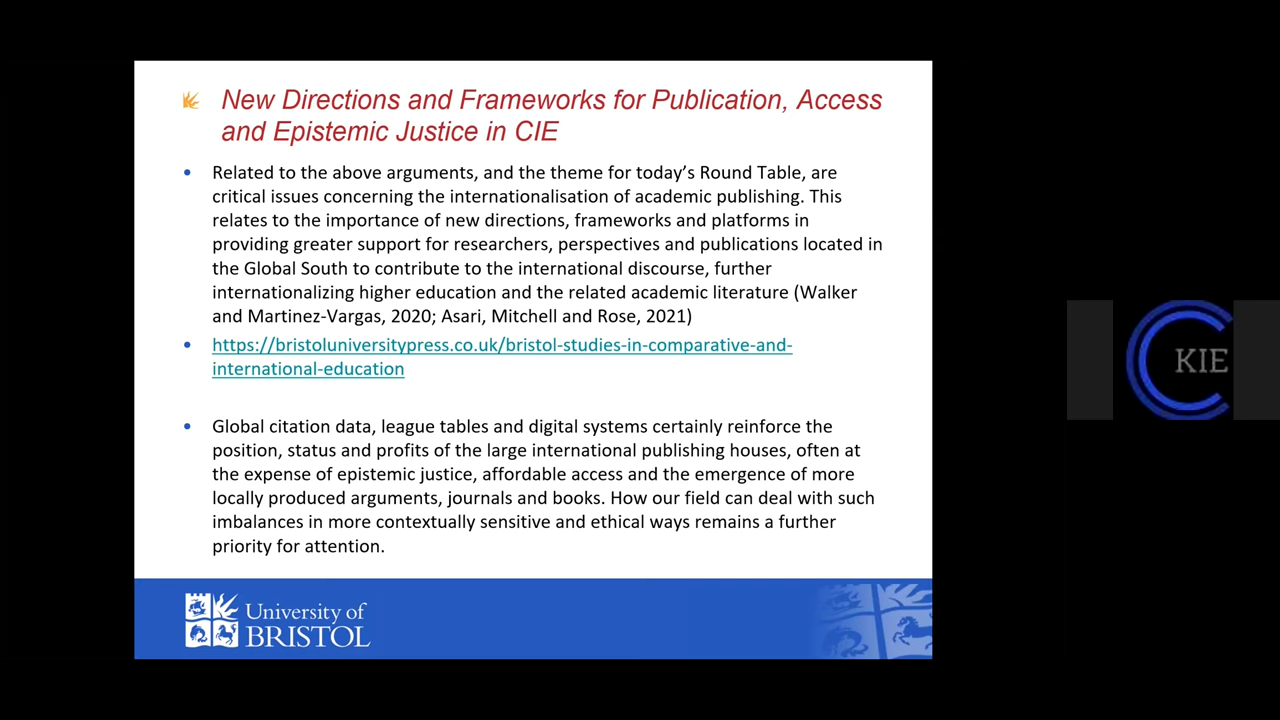 New Directions and Frameworks for Publication, Access
and Epistemic Justice in CIE
• Related to the above arguments, and the theme for today's Round Table, are
critical issues concerning the internationalisation of academic publishing. This
relates to the importance of new directions, frameworks and platforms in
providing greater support for researchers, perspectives and publications located in
the Global South to contribute to the international discourse, further
internationalizing higher education and the related academic literature (Walker
and Martinez-Vargas, 2020; Asari, Mitchell and Rose, 2021)
• https://bristoluniversitypress.co.uk/bristol-studies-in-comparative-and-
international-education
• Global citation data, league tables and digital systems certainly reinforce the
position, status and profits of the large international publishing houses, often at
the expense of epistemic justice, affordable access and the emergence of more
locally produced arguments, journals and books. How our field can deal with such
imbalances in more contextually sensitive and ethical ways remains a further
priority for attention.
University of
BRISTOL
KIE